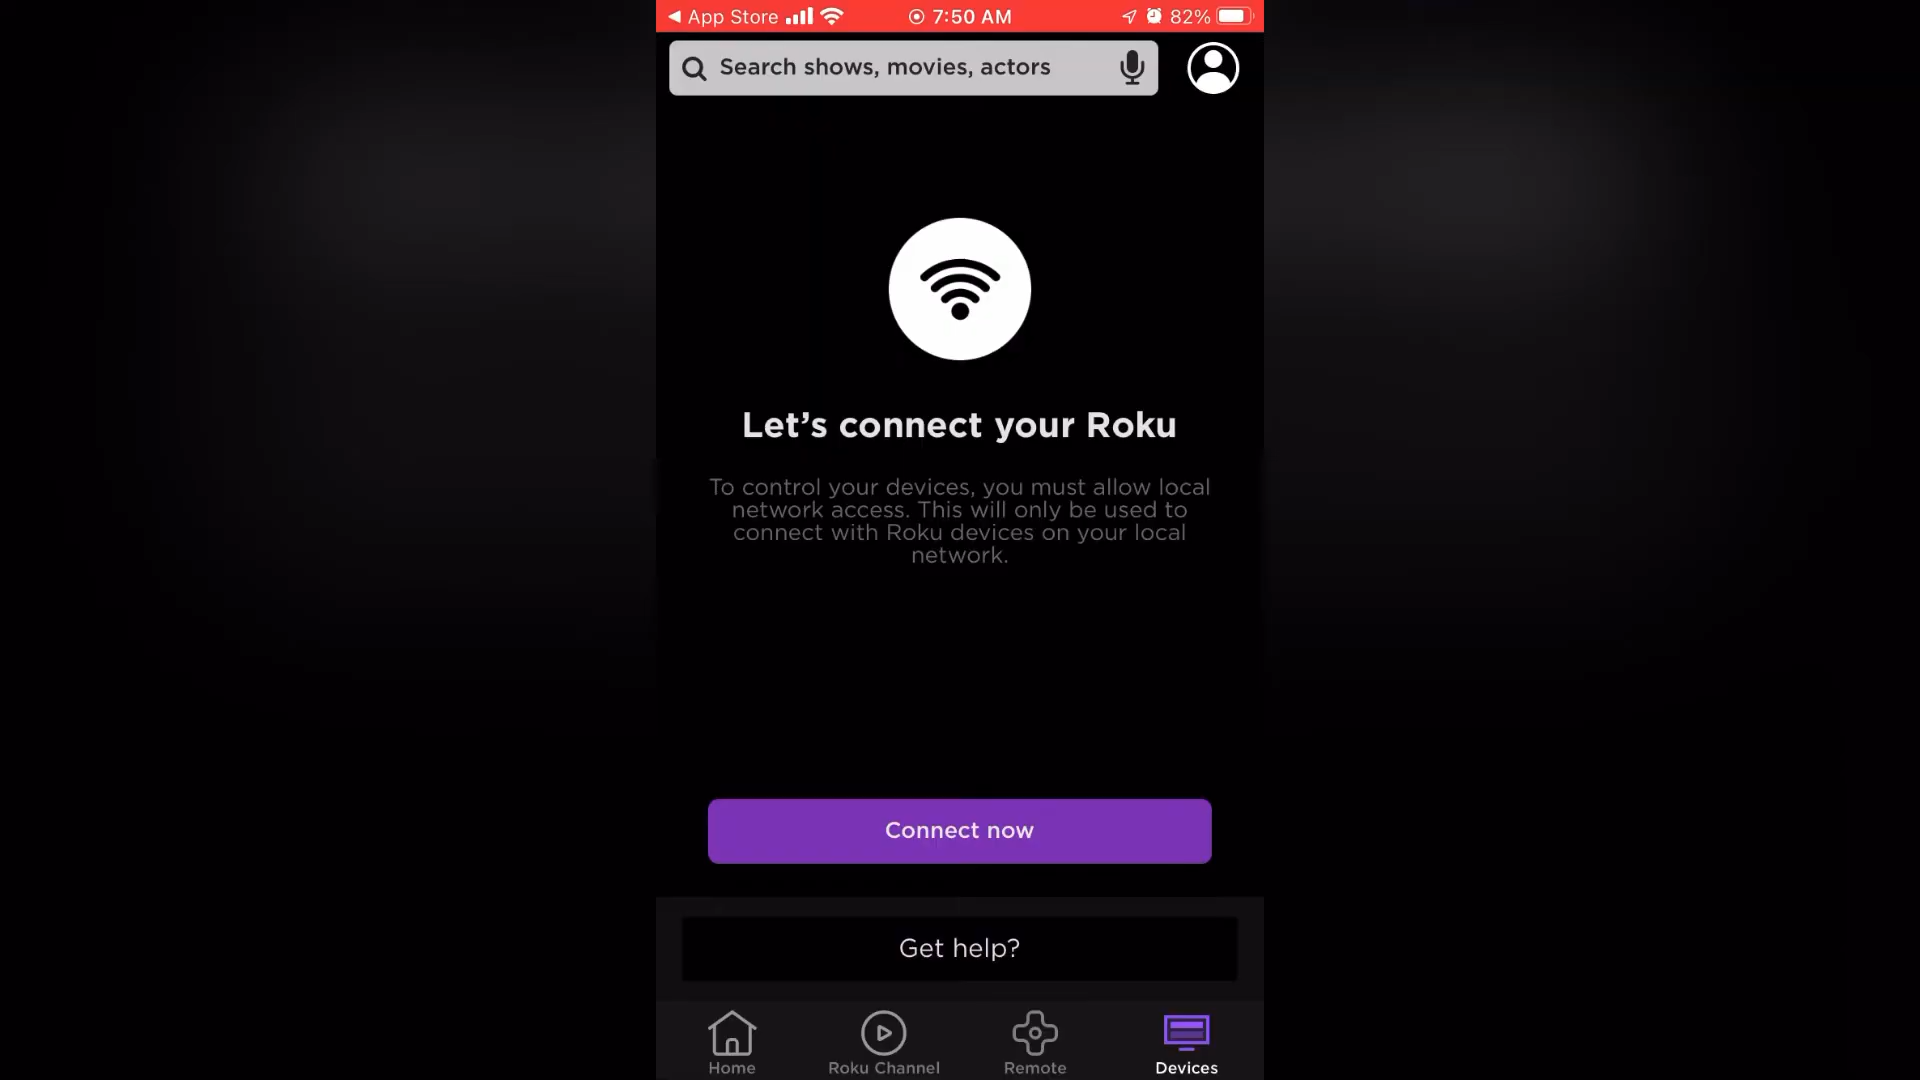 App Store 7:50 AM 82%
Search shows, movies, actors
Let’s connect your Roku
To control your devices, you must allow local
network access. This will only be used to
connect with Roku devices on your local
network.
Connect now
Get help?
Home Roku Channel Remote Devices